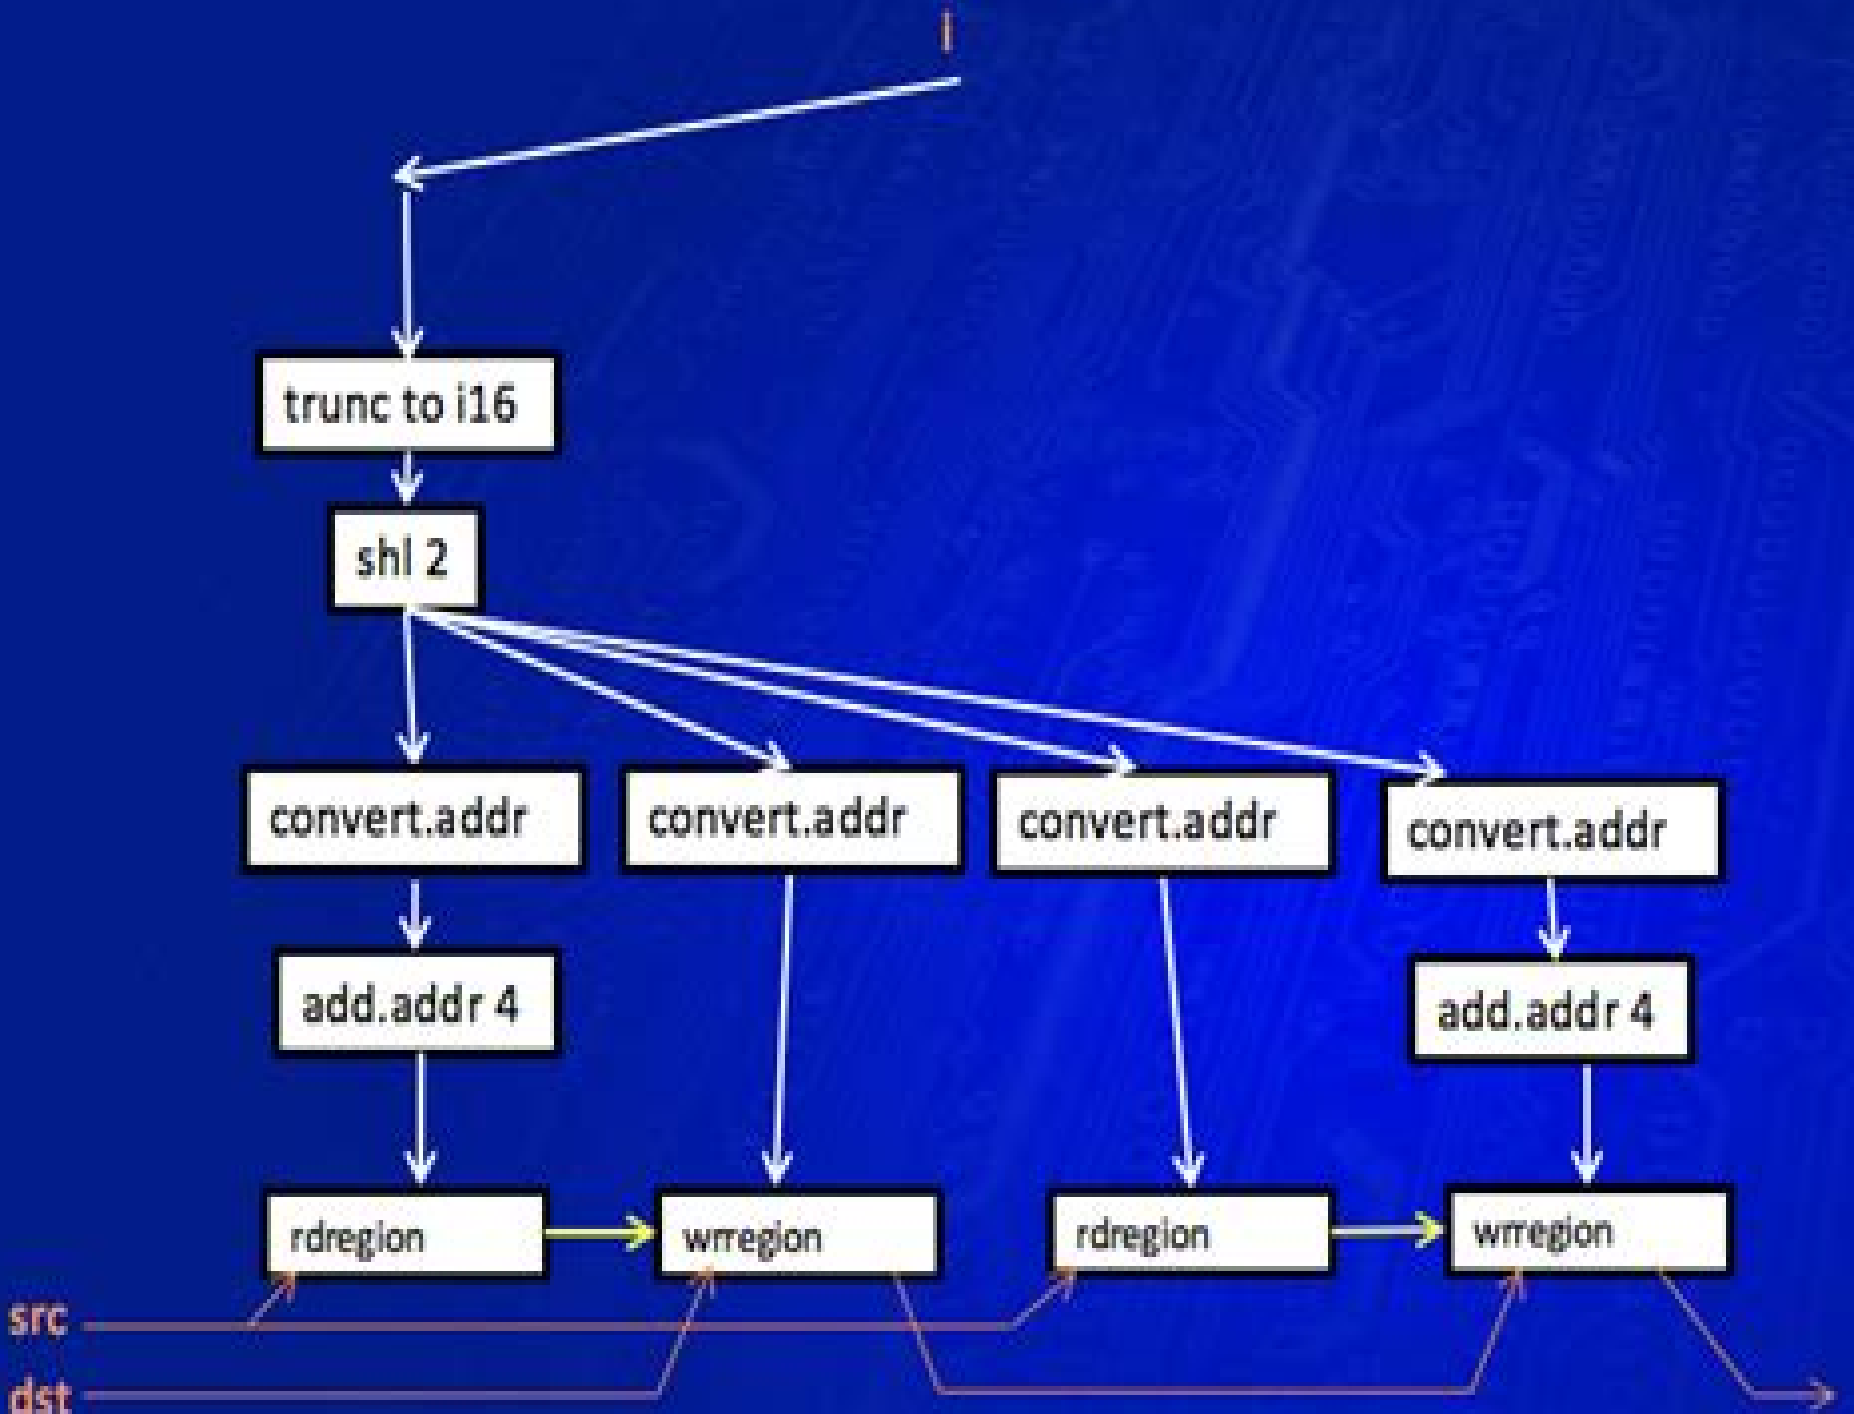 i
trunc to i16
shl 2
convert.addr
convert.addr
convert.addr
convert.addr
add.addr 4
add.addr 4
rdregion
wrregion
rdregion
wrregion
src
dst